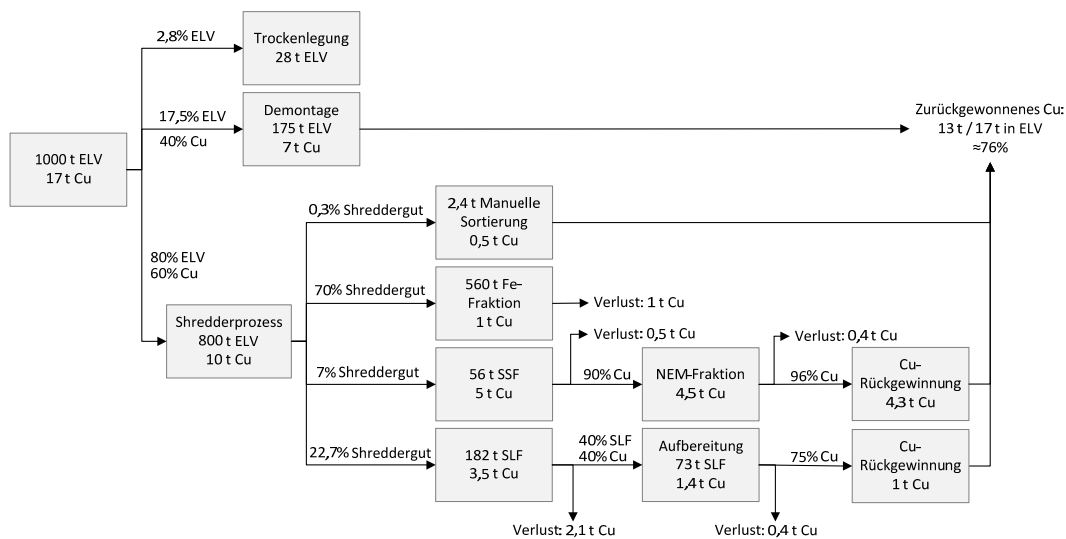 2,8% ELV
Trockenlegung
28 t ELV
17,5% ELV
40% Cu
Demontage
175 t ELV
7 t Cu
Zurückgewonnenes Cu:
13 t / 17 t in ELV
≈76%
1000 t ELV
17 t Cu
80% ELV
60% Cu
Shredderprozess
800 t ELV
10 t Cu
0,3% Shreddergut
2,4 t Manuelle
Sortierung
0,5 t Cu
70% Shreddergut
560 t Fe-
Fraktion
1 t Cu
Verlust: 1 t Cu
7% Shreddergut
56 t SSF
5 t Cu
Verlust: 0,5 t Cu
90% Cu
NEM-Fraktion
4,5 t Cu
Verlust: 0,4 t Cu
96% Cu
Cu-
Rückgewinnung
4,3 t Cu
22,7% Shreddergut
182 t SLF
3,5 t Cu
40% SLF
40% Cu
Verlust: 2,1 t Cu
Aufbereitung
73 t SLF
1,4 t Cu
75% Cu
Verlust: 0,4 t Cu
Cu-
Rückgewinnung
1 t Cu